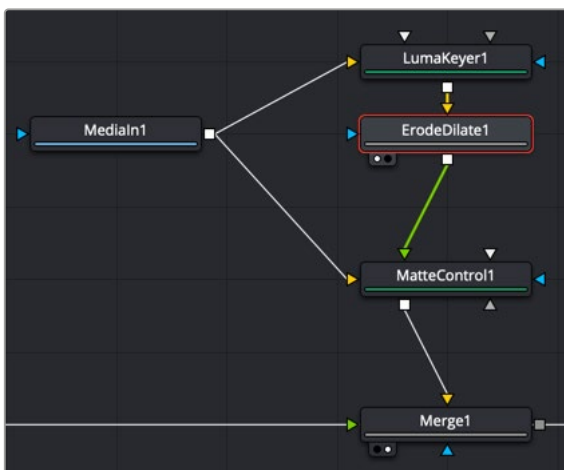 LumaKeyer1
MediaIn1
ErodeDilate1
MatteControl1
Merge1